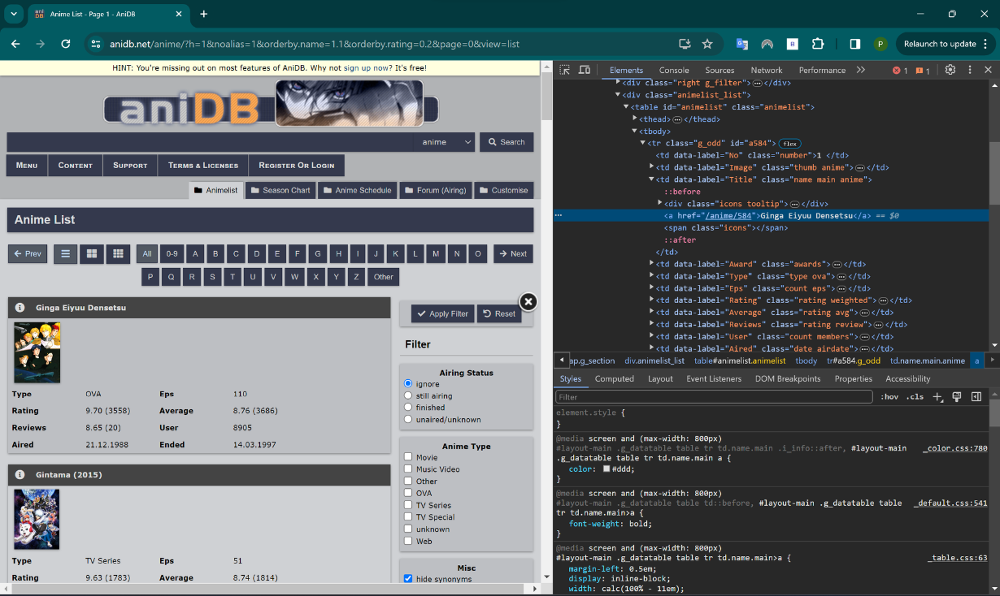 Anime List - Page 1 - AniDB
anidb.net/anime/?h=1&noalias=1&orderby.name=1.1&orderby.rating=0.2&page=0&view=list
P
Relaunch to update
HINT: You're missing out on most features of AniDB. Why not sign up now? It's free!
aniDB
anime
Search
Menu
Content
Support
Terms & Licenses
Register Or Login
Animelist
Season Chart
Anime Schedule
Forum (Airing)
Customise
Anime List
Prev
All 0-9 A B C D E F G H I J K L M N O
Next
P Q R S T U V W X Y Z Other
Ginga Eiyuu Densetsu
Type OVA Eps 110
Rating 9.70 (3558) Average 8.76 (3686)
Reviews 8.65 (20) User 8905
Aired 21.12.1988 Ended 14.03.1997
Gintama (2015)
Type TV Series Eps 51
Rating 9.63 (1783) Average 8.74 (1814)
Apply Filter
Reset
Filter
Airing Status
ignore
still airing
finished
unaired/unknown
Anime Type
Movie
Music Video
Other
OVA
TV Series
TV Special
unknown
Web
Misc
hide synonyms
Elements Console Sources Network Performance 1 1
<div class="right g_filter"></div>
<div class="animelist_list">
<table id="animelist" class="animelist">
<thead></thead>
<tbody>
<tr class="g_odd" id="a584"> flex
<td data-label="No" class="number">1 </td>
<td data-label="Image" class="thumb anime"></td>
<td data-label="Title" class="name main anime">
::before
<div class="icons tooltip"></div>
<a href="/anime/584">Ginga Eiyuu Densetsu</a> == $0
<span class="icons"></span>
::after
</td>
<td data-label="Award" class="awards"></td>
<td data-label="Type" class="type ova"></td>
<td data-label="Eps" class="count eps"></td>
<td data-label="Rating" class="rating weighted"></td>
<td data-label="Average" class="rating avg"></td>
<td data-label="Reviews" class="rating review"></td>
<td data-label="User" class="count members"></td>
<td data-label="Aired" class="date airdate"></td>
ap.g_section div.animelist_list table#animelist.animelist tbody tr#a584.g_odd td.name.main.anime a
Styles Computed Layout Event Listeners DOM Breakpoints Properties Accessibility
Filter
:hov .cls
element.style {
}
@media screen and (max-width: 800px)
#layout-main .g_datatable table tr td.name.main .i_info::after, #layout-main _color.css:780
.g_datatable table tr td.name.main a {
color: #ddd;
}
@media screen and (max-width: 800px)
#layout-main .g_datatable table td::before, #layout-main .g_datatable table _default.css:541
tr td.name.main>a {
font-weight: bold;
}
@media screen and (max-width: 800px)
#layout-main .g_datatable table tr td.name.main>a { _table.css:63
margin-left: 0.5em;
display: inline-block;
width: calc(100% - 11em);